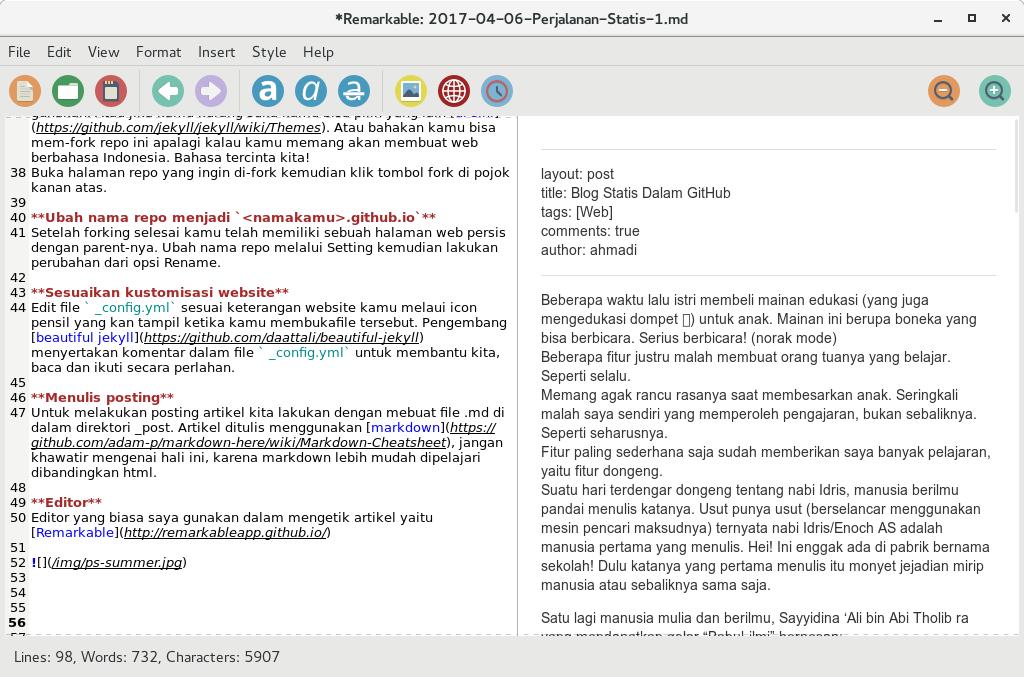 *Remarkable: 2017-04-06-Perjalanan-Statis-1.md
File Edit View Format Insert Style Help
(https://github.com/jekyll/jekyll/wiki/Themes). Atau bahakan kamu bisa
mem-fork repo ini apalagi kalau kamu memang akan membuat web
berbahasa Indonesia. Bahasa tercinta kita!
38 Buka halaman repo yang ingin di-fork kemudian klik tombol fork di pojok
kanan atas.
39
40 **Ubah nama repo menjadi `<namakamu>.github.io`**
41 Setelah forking selesai kamu telah memiliki sebuah halaman web persis
dengan parent-nya. Ubah nama repo melalui Setting kemudian lakukan
perubahan dari opsi Rename.
42
43 **Sesuaikan kustomisasi website**
44 Edit file ` _config.yml` sesuai keterangan website kamu melaui icon
pensil yang kan tampil ketika kamu membukafile tersebut. Pengembang
[beautiful jekyll](https://github.com/daattali/beautiful-jekyll)
menyertakan komentar dalam file ` _config.yml` untuk membantu kita,
baca dan ikuti secara perlahan.
45
46 **Menulis posting**
47 Untuk melakukan posting artikel kita lakukan dengan mebuat file .md di
dalam direktori _post. Artikel ditulis menggunakan [markdown](https://
github.com/adam-p/markdown-here/wiki/Markdown-Cheatsheet), jangan
khawatir mengenai hali ini, karena markdown lebih mudah dipelajari
dibandingkan html.
48
49 **Editor**
50 Editor yang biasa saya gunakan dalam mengetik artikel yaitu
[Remarkable](http://remarkableapp.github.io/)
51
52 ![](/img/ps-summer.jpg)
53
54
55
56
layout: post
title: Blog Statis Dalam GitHub
tags: [Web]
comments: true
author: ahmadi
Beberapa waktu lalu istri membeli mainan edukasi (yang juga
mengedukasi dompet ▯) untuk anak. Mainan ini berupa boneka yang
bisa berbicara. Serius berbicara! (norak mode)
Beberapa fitur justru malah membuat orang tuanya yang belajar.
Seperti selalu.
Memang agak rancu rasanya saat membesarkan anak. Seringkali
malah saya sendiri yang memperoleh pengajaran, bukan sebaliknya.
Seperti seharusnya.
Fitur paling sederhana saja sudah memberikan saya banyak pelajaran,
yaitu fitur dongeng.
Suatu hari terdengar dongeng tentang nabi Idris, manusia berilmu
pandai menulis katanya. Usut punya usut (berselancar menggunakan
mesin pencari maksudnya) ternyata nabi Idris/Enoch AS adalah
manusia pertama yang menulis. Hei! Ini enggak ada di pabrik bernama
sekolah! Dulu katanya yang pertama menulis itu monyet jejadian mirip
manusia atau sebaliknya sama saja.
Satu lagi manusia mulia dan berilmu, Sayyidina ‘Ali bin Abi Tholib ra
Lines: 98, Words: 732, Characters: 5907